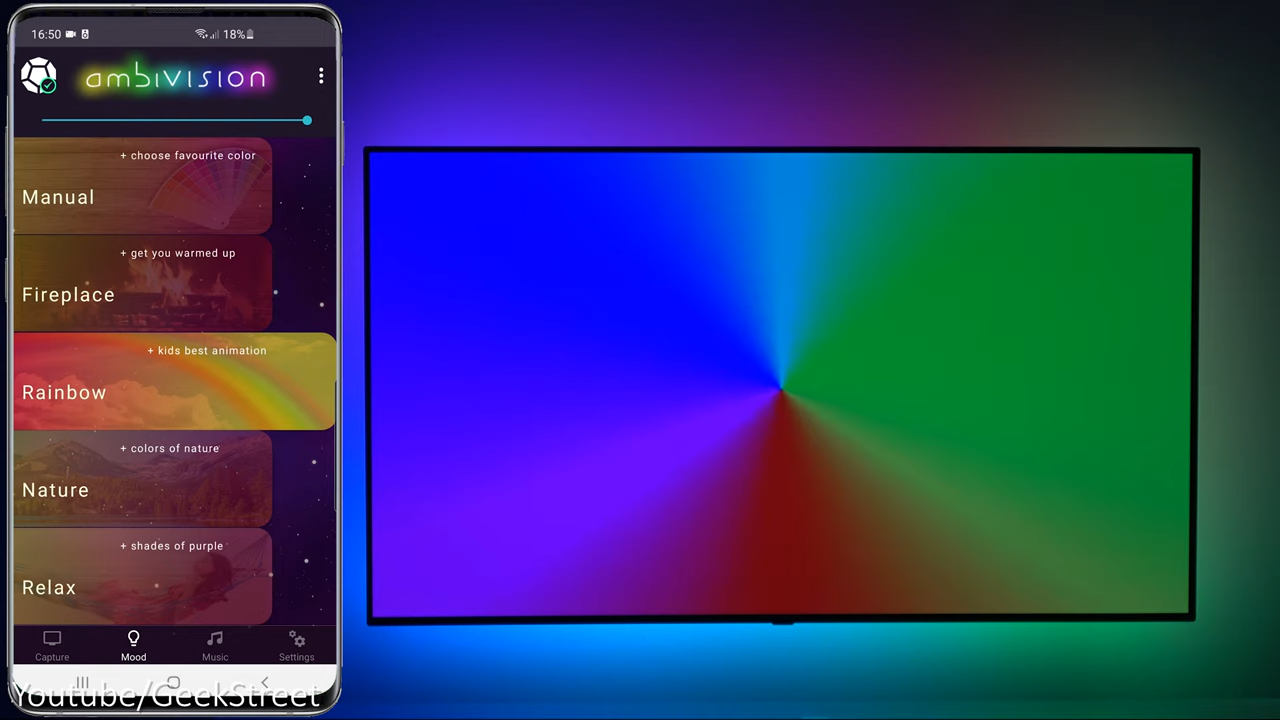 16:50 18%
ambivision
+ choose favourite color
Manual
+ get you warmed up
Fireplace
+ kids best animation
Rainbow
+ colors of nature
Nature
+ shades of purple
Relax
Capture Mood Music Settings
Youtube/GeekStreet